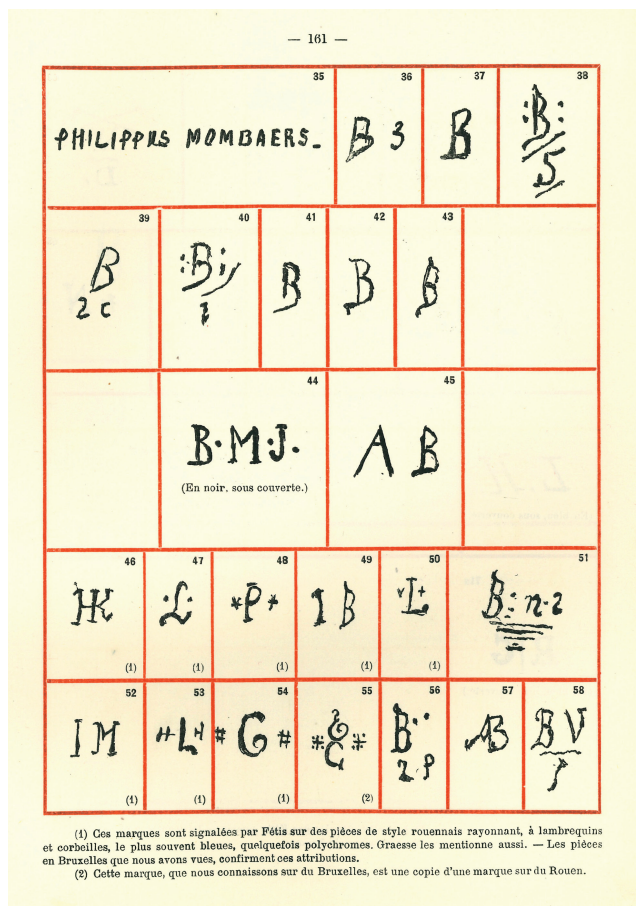 — 161 —
35 36 37 38
PHILIPPUS MOMBAERS.
B 3
B
:B:
5
39 40 41 42 43
B
2 c
:B:
B
B
B
44 45
B·M·J·
(En noir, sous couverte.)
A B
46 47 48 49 50 51
HK
·L·
*P*
I B
L
B: n·2
(1) (1) (1) (1) (1)
52 53 54 55 56 57 58
I M
L
# G #
B
2 P
AB
B V
(1) (1) (1) (2)
(1) Ces marques sont signalées par Fétis sur des pièces de style rouennais rayonnant, à lambrequins
et corbeilles, le plus souvent bleues, quelquefois polychromes. Graesse les mentionne aussi. — Les pièces
en Bruxelles que nous avons vues, confirment ces attributions.
(2) Cette marque, que nous connaissons sur du Bruxelles, est une copie d'une marque sur du Rouen.